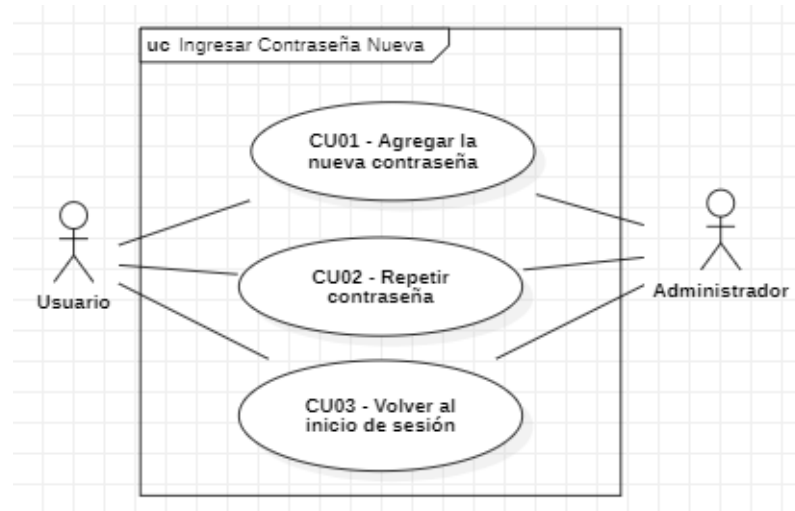 uc Ingresar Contraseña Nueva
CU01 - Agregar la
nueva contraseña
CU02 - Repetir
contraseña
CU03 - Volver al
inicio de sesión
Usuario
Administrador